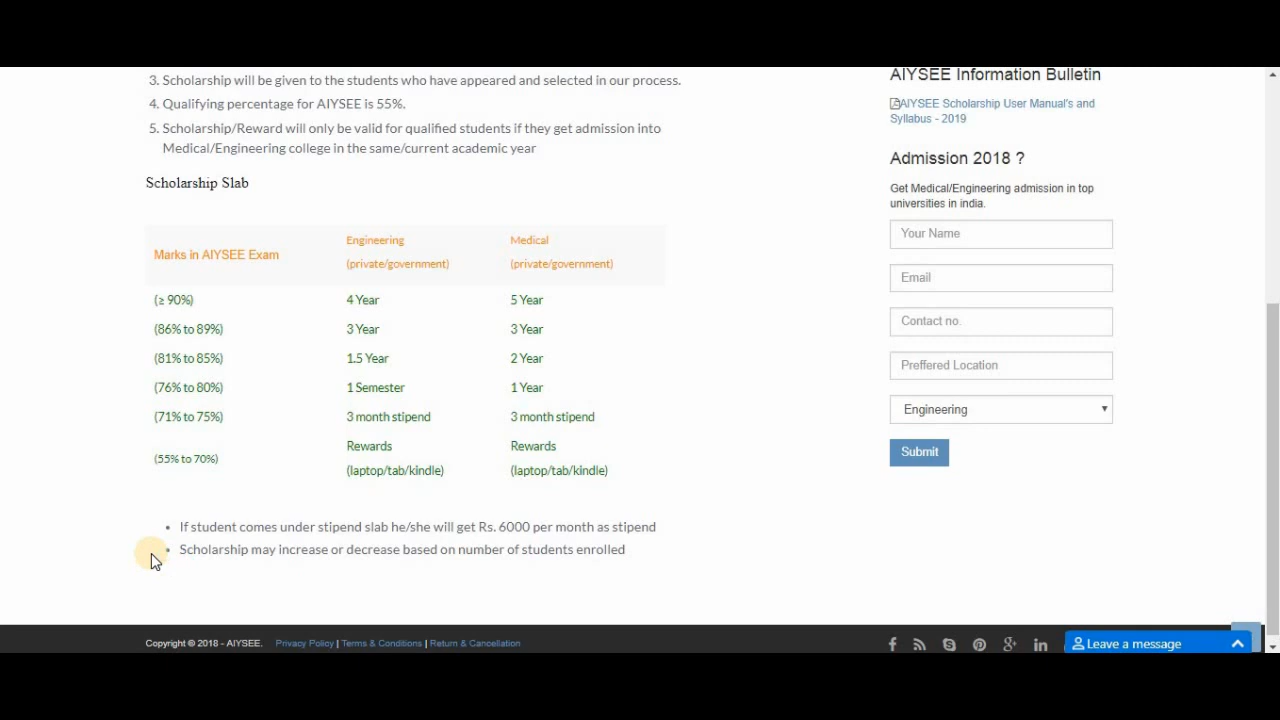 3. Scholarship will be given to the students who have appeared and selected in our process.
4. Qualifying percentage for AIYSEE is 55%.
5. Scholarship/Reward will only be valid for qualified students if they get admission into
Medical/Engineering college in the same/current academic year
Scholarship Slab
Marks in AIYSEE Exam
Engineering
(private/government)
Medical
(private/government)
(≥ 90%) 4 Year 5 Year
(86% to 89%) 3 Year 3 Year
(81% to 85%) 1.5 Year 2 Year
(76% to 80%) 1 Semester 1 Year
(71% to 75%) 3 month stipend 3 month stipend
(55% to 70%)
Rewards
(laptop/tab/kindle)
Rewards
(laptop/tab/kindle)
• If student comes under stipend slab he/she will get Rs. 6000 per month as stipend
• Scholarship may increase or decrease based on number of students enrolled
AIYSEE Information Bulletin
AIYSEE Scholarship User Manual's and
Syllabus - 2019
Admission 2018 ?
Get Medical/Engineering admission in top
universities in india.
Your Name
Email
Contact no.
Preffered Location
Engineering
Submit
Copyright © 2018 - AIYSEE. Privacy Policy | Terms & Conditions | Return & Cancellation
Leave a message